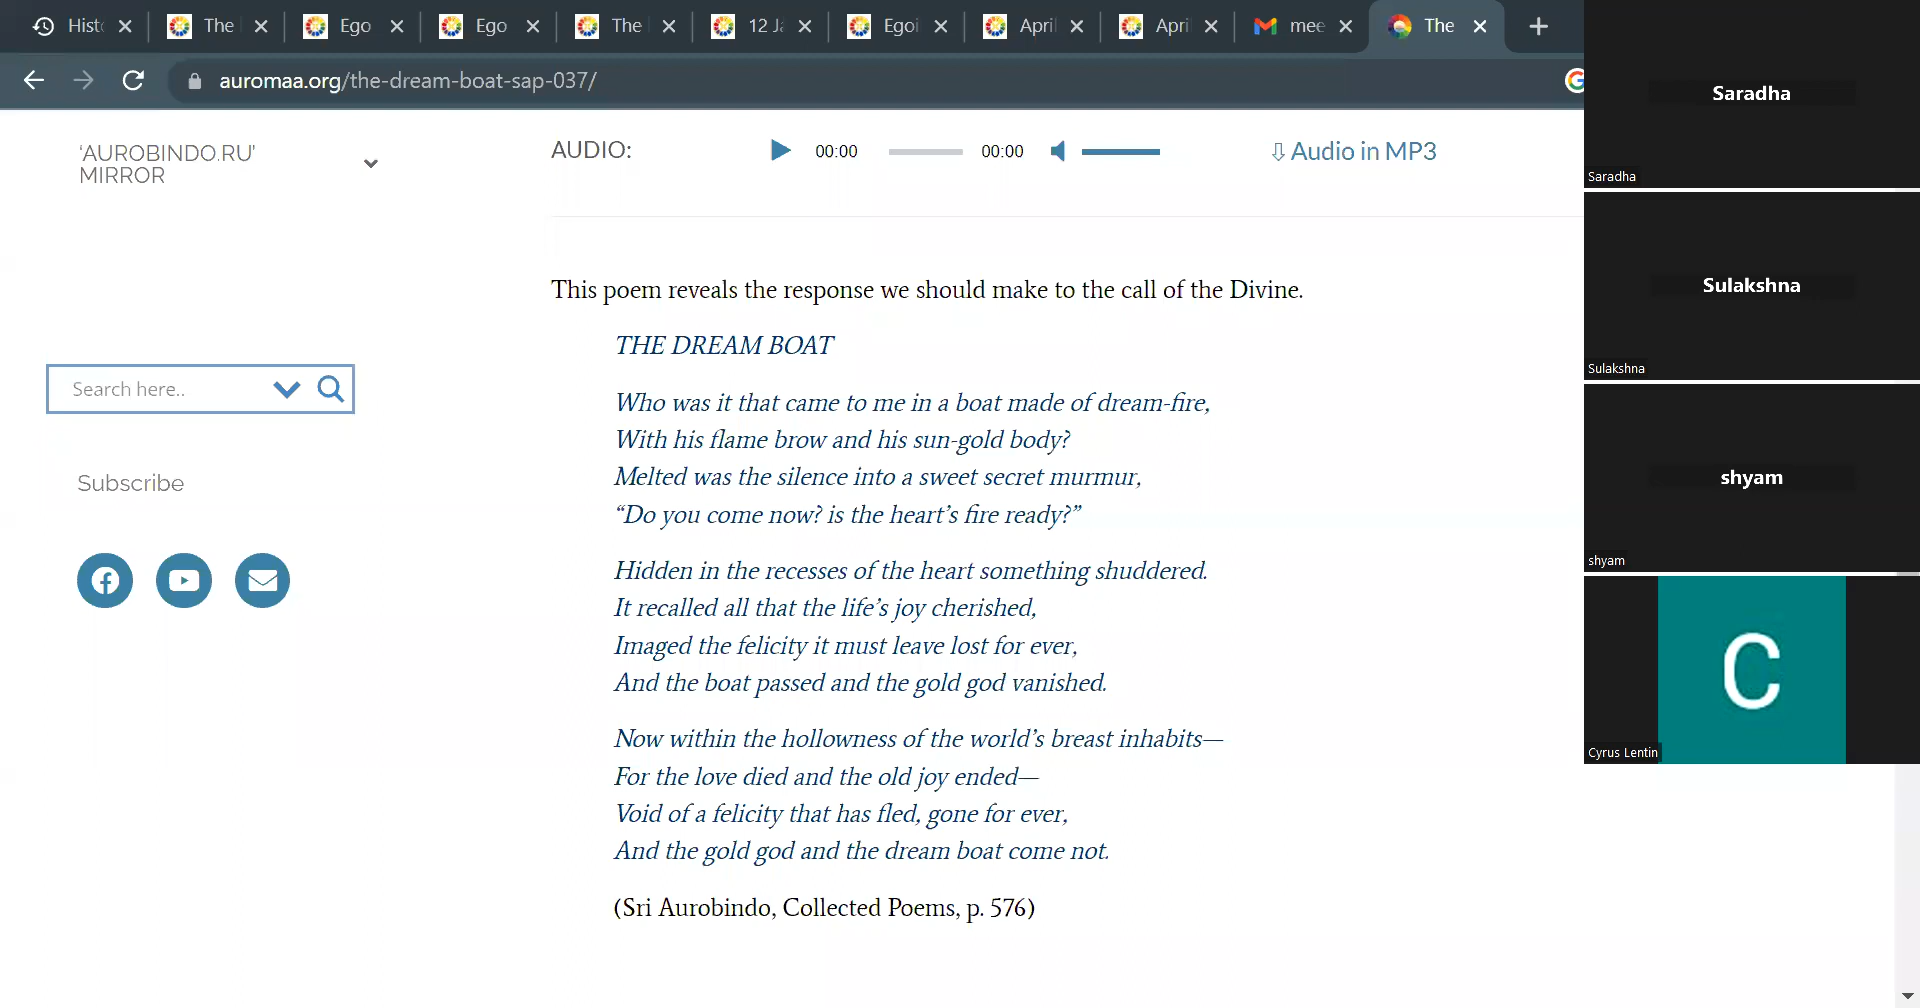 Histo
The
Ego
Ego
The
12 Ja
Egoi
April
April
mee
The
auromaa.org/the-dream-boat-sap-037/
Saradha
Saradha
'AUROBINDO.RU'
MIRROR
AUDIO:
00:00
00:00
⇩ Audio in MP3
Search here..
Subscribe
This poem reveals the response we should make to the call of the Divine.
THE DREAM BOAT
Who was it that came to me in a boat made of dream-fire,
With his flame brow and his sun-gold body?
Melted was the silence into a sweet secret murmur,
“Do you come now? is the heart’s fire ready?”
Hidden in the recesses of the heart something shuddered.
It recalled all that the life’s joy cherished,
Imaged the felicity it must leave lost for ever,
And the boat passed and the gold god vanished.
Now within the hollowness of the world’s breast inhabits—
For the love died and the old joy ended—
Void of a felicity that has fled, gone for ever,
And the gold god and the dream boat come not.
(Sri Aurobindo, Collected Poems, p. 576)
Sulakshna
Sulakshna
shyam
shyam
C
Cyrus Lentin